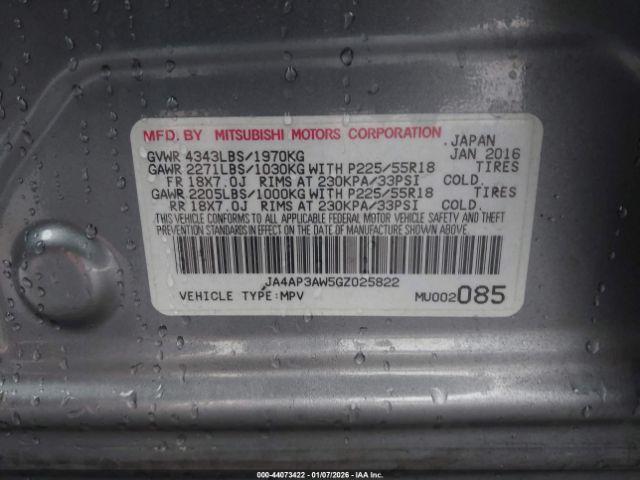 MFD. BY MITSUBISHI MOTORS CORPORATION JAPAN
GVWR 4343LBS/1970KG JAN 2016
GAWR 2271LBS/1030KG WITH P225/55R18 TIRES
FR 18X7.0J RIMS AT 230KPA/33PSI COLD.
GAWR 2205LBS/1000KG WITH P225/55R18 TIRES
RR 18X7.0J RIMS AT 230KPA/33PSI COLD.
THIS VEHICLE CONFORMS TO ALL APPLICABLE FEDERAL MOTOR VEHICLE SAFETY AND THEFT
PREVENTION STANDARDS IN EFFECT ON THE DATE OF MANUFACTURE SHOWN ABOVE.
JA4AP3AW5GZ025822
VEHICLE TYPE:MPV MU002085
000-44073422 | 01/07/2026 | IAA Inc.